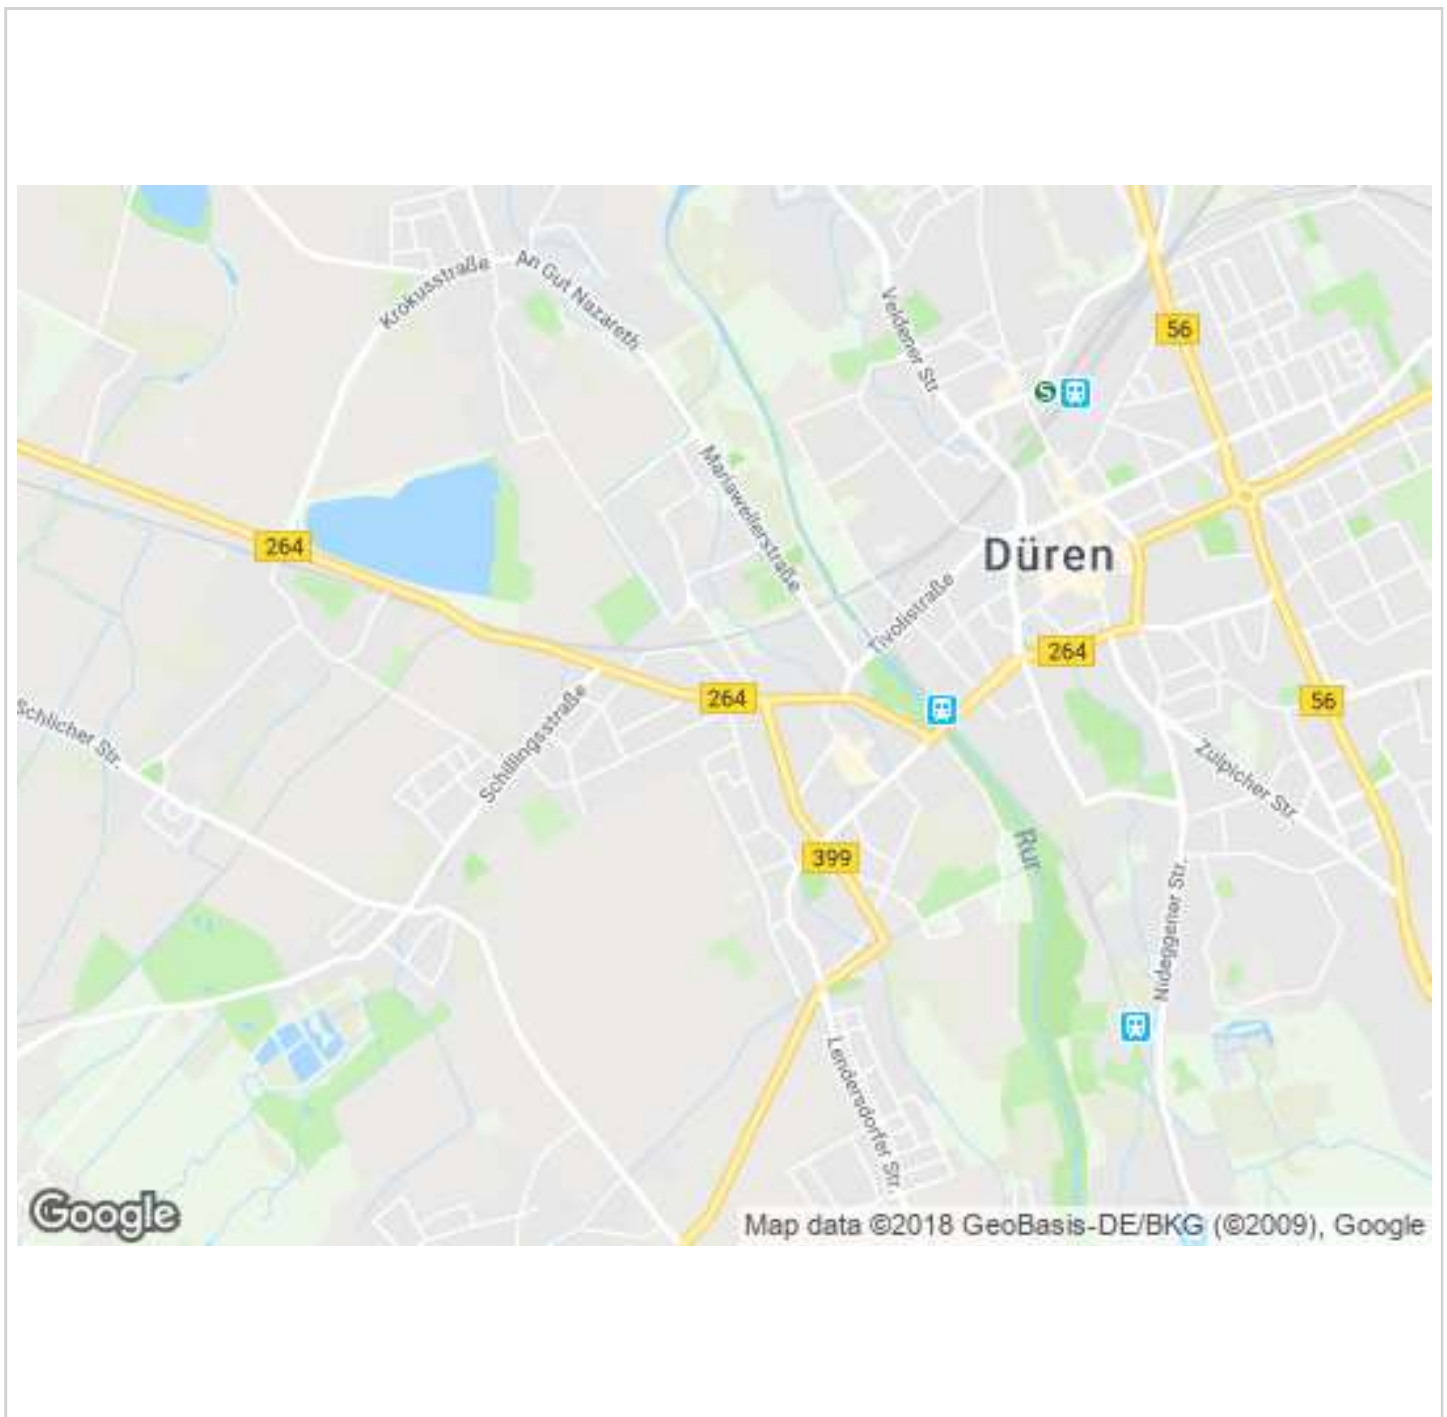 Krokusstraße
An Gut Nazareth
Veldener Str.
56
S
Mariaweilerstraße
264
Düren
Tivolistraße
264
264
56
Schlicher Str.
Schillingsstraße
Zülpicher Str.
399
Rur
Nideggener Str.
Lendersdorfer Str.
Google
Map data ©2018 GeoBasis-DE/BKG (©2009), Google